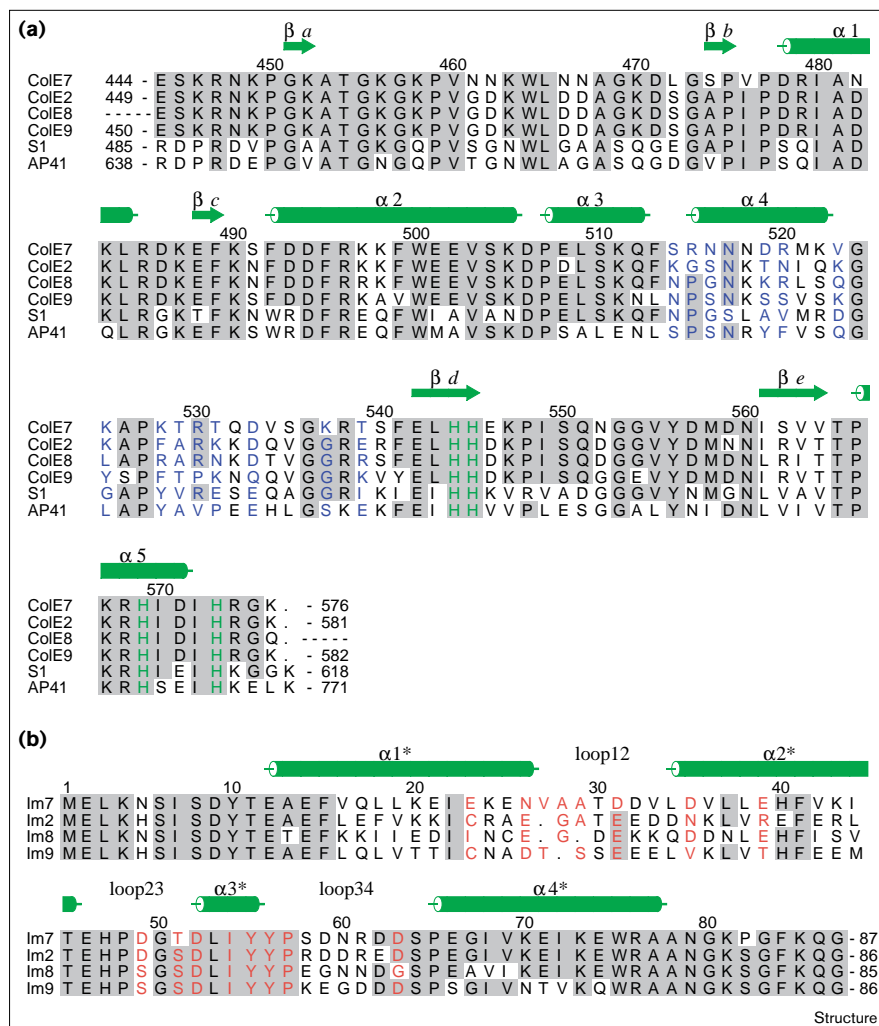 (a)
β a β b α 1
450 460 470 480
ColE7 444 - E S K R N K P G K A T G K G K P V N N K W L N N A G K D L G S P V P D R I A N
ColE2 449 - E S K R N K P G K A T G K G K P V G D K W L D D A G K D S G A P I P D R I A D
ColE8 ----- E S K R N K P G K A T G K G K P V G D K W L D D A G K D S G A P I P D R I A D
ColE9 450 - E S K R N K P G K A T G K G K P V G D K W L D D A G K D S G A P I P D R I A D
S1 485 - R D P R D V P G A A T G K G Q P V S G N W L G A A S Q G E G A P I P S Q I A D
AP41 638 - R D P R D E P G V A T G N G Q P V T G N W L A G A S Q G D G V P I P S Q I A D
β c α 2 α 3 α 4
490 500 510 520
ColE7 K L R D K E F K S F D D F R K K F W E E V S K D P E L S K Q F S R N N N D R M K V G
ColE2 K L R D K E F K N F D D F R R K F W E E V S K D P D L S K Q F K G S N K T N I Q K G
ColE8 K L R D K E F K N F D D F R R K F W E E V S K D P E L S K Q F N P G N K K R L S Q G
ColE9 K L R D K E F K S F D D F R K A V W E E V S K D P E L S K N L N P S N K S S V S K G
S1 K L R G K T F K N W R D F R E Q F W I A V A N D P E L S K Q F N P G S L A V M R D G
AP41 Q L R G K E F K S W R D F R E Q F W M A V S K D P S A L E N L S P S N R Y F V S Q G
β d β e
530 540 550 560
ColE7 K A P K T R T Q D V S G K R T S F E L H H E K P I S Q N G G V Y D M D N I S V V T P
ColE2 K A P F A R K K D Q V G G R E R F E L H H D K P I S Q D G G V Y D M N N I R V T T P
ColE8 L A P R A R N K D T V G G R R S F E L H H D K P I S Q D G G V Y D M D N L R I T T P
ColE9 Y S P F T P K N Q Q V G G R K V Y E L H H D K P I S Q G G E V Y D M D N I R V T T P
S1 G A P Y V R E S E Q A G G R I K I E I H H K V R V A D G G G V Y N M G N L V A V T P
AP41 L A P Y A V P E E H L G S K E K F E I H H V V P L E S G G A L Y N I D N L V I V T P
α 5
570
ColE7 K R H I D I H R G K . - 576
ColE2 K R H I D I H R G K . - 581
ColE8 K R H I D I H R G Q . -----
ColE9 K R H I D I H R G K . - 582
S1 K R H I E I H K G G K - 618
AP41 K R H S E I H K E L K - 771
(b)
α1* loop12 α2*
1 10 20 30 40
Im7 M E L K N S I S D Y T E A E F V Q L L K E I E K E N V A A T D D V L D V L L E H F V K I
Im2 M E L K H S I S D Y T E A E F L E F V K K I C R A E . G A T E E D D N K L V R E F E R L
Im8 M E L K N S I S D Y T E T E F K K I I E D I I N C E . G . D E K K Q D D N L E H F I S V
Im9 M E L K H S I S D Y T E A E F L Q L V T T I C N A D T . S S E E E L V K L V T H F E E M
loop23 α3* loop34 α4*
50 60 70 80
Im7 T E H P D G T D L I Y Y P S D N R D D S P E G I V K E I K E W R A A N G K P G F K Q G - 87
Im2 T E H P D G S D L I Y Y P R D D R E D S P E G I V K E I K E W R A A N G K S G F K Q G - 86
Im8 T E H P S G S D L I Y Y P E G N N D G S P E A V I K E I K E W R A A N G K S G F K Q G - 85
Im9 T E H P S G S D L I Y Y P K E G D D D S P S G I V N T V K Q W R A A N G K S G F K Q G - 86
Structure